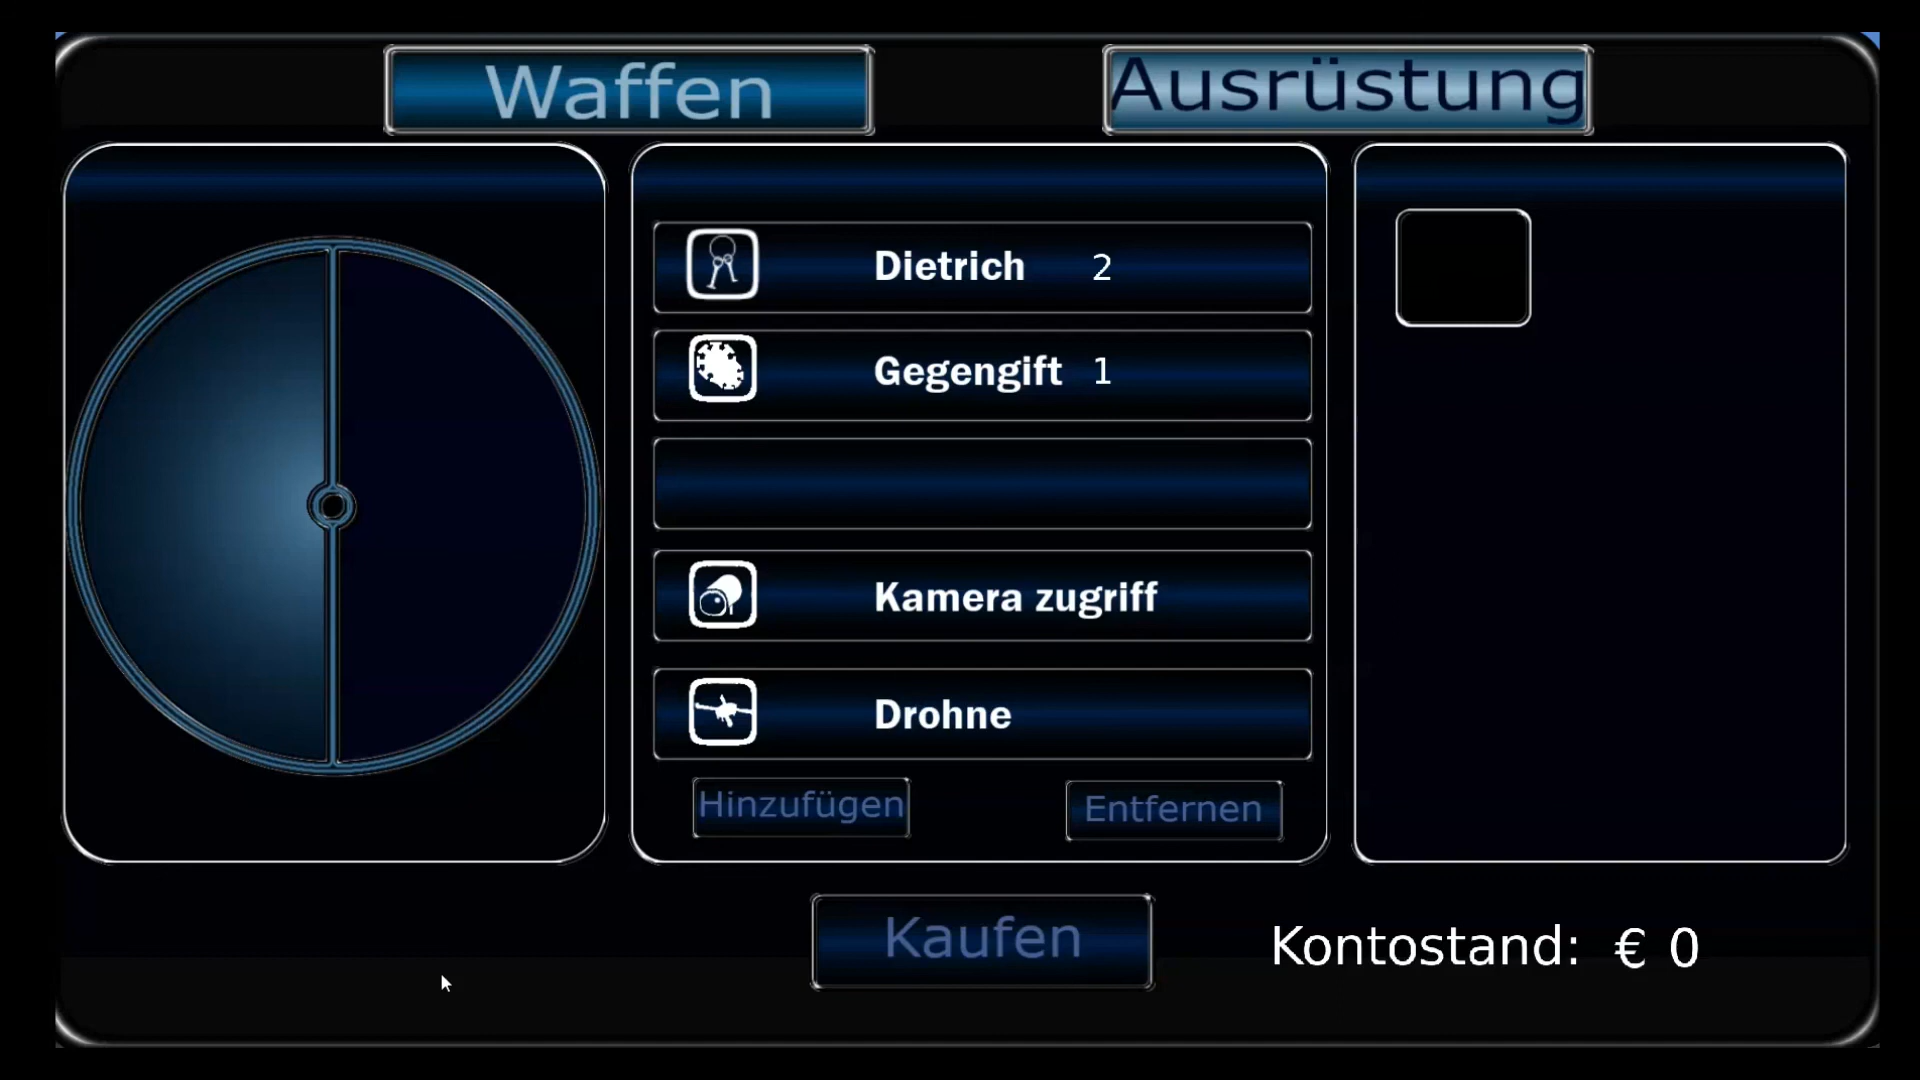 Waffen
Ausrüstung
Dietrich 2
Gegengift 1
Kamera zugriff
Drohne
Hinzufügen
Entfernen
Kaufen
Kontostand: € 0